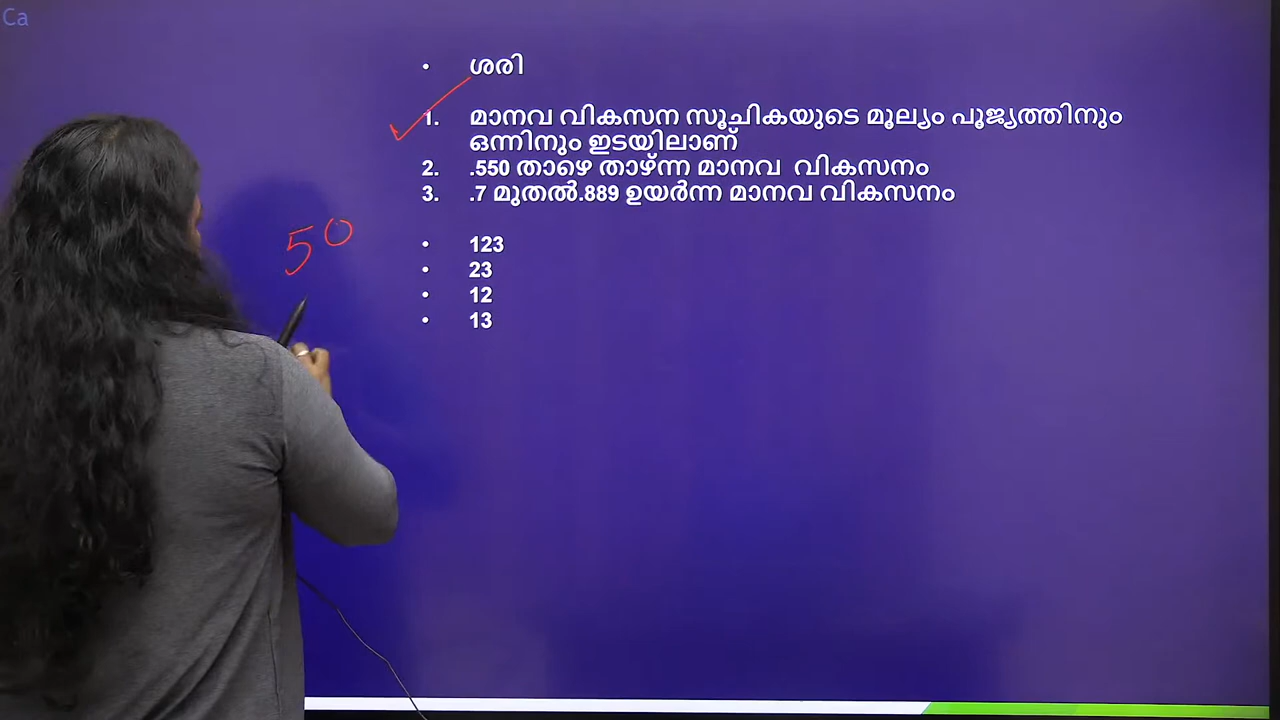 Ca
• ശരി
1. മാനവ വികസന സൂചികയുടെ മൂല്യം പൂജ്യത്തിനും
ഒന്നിനും ഇടയിലാണ്
2. .550 താഴെ താഴ്ന്ന മാനവ വികസനം
3. .7 മുതൽ.889 ഉയർന്ന മാനവ വികസനം
50
• 123
• 23
• 12
• 13